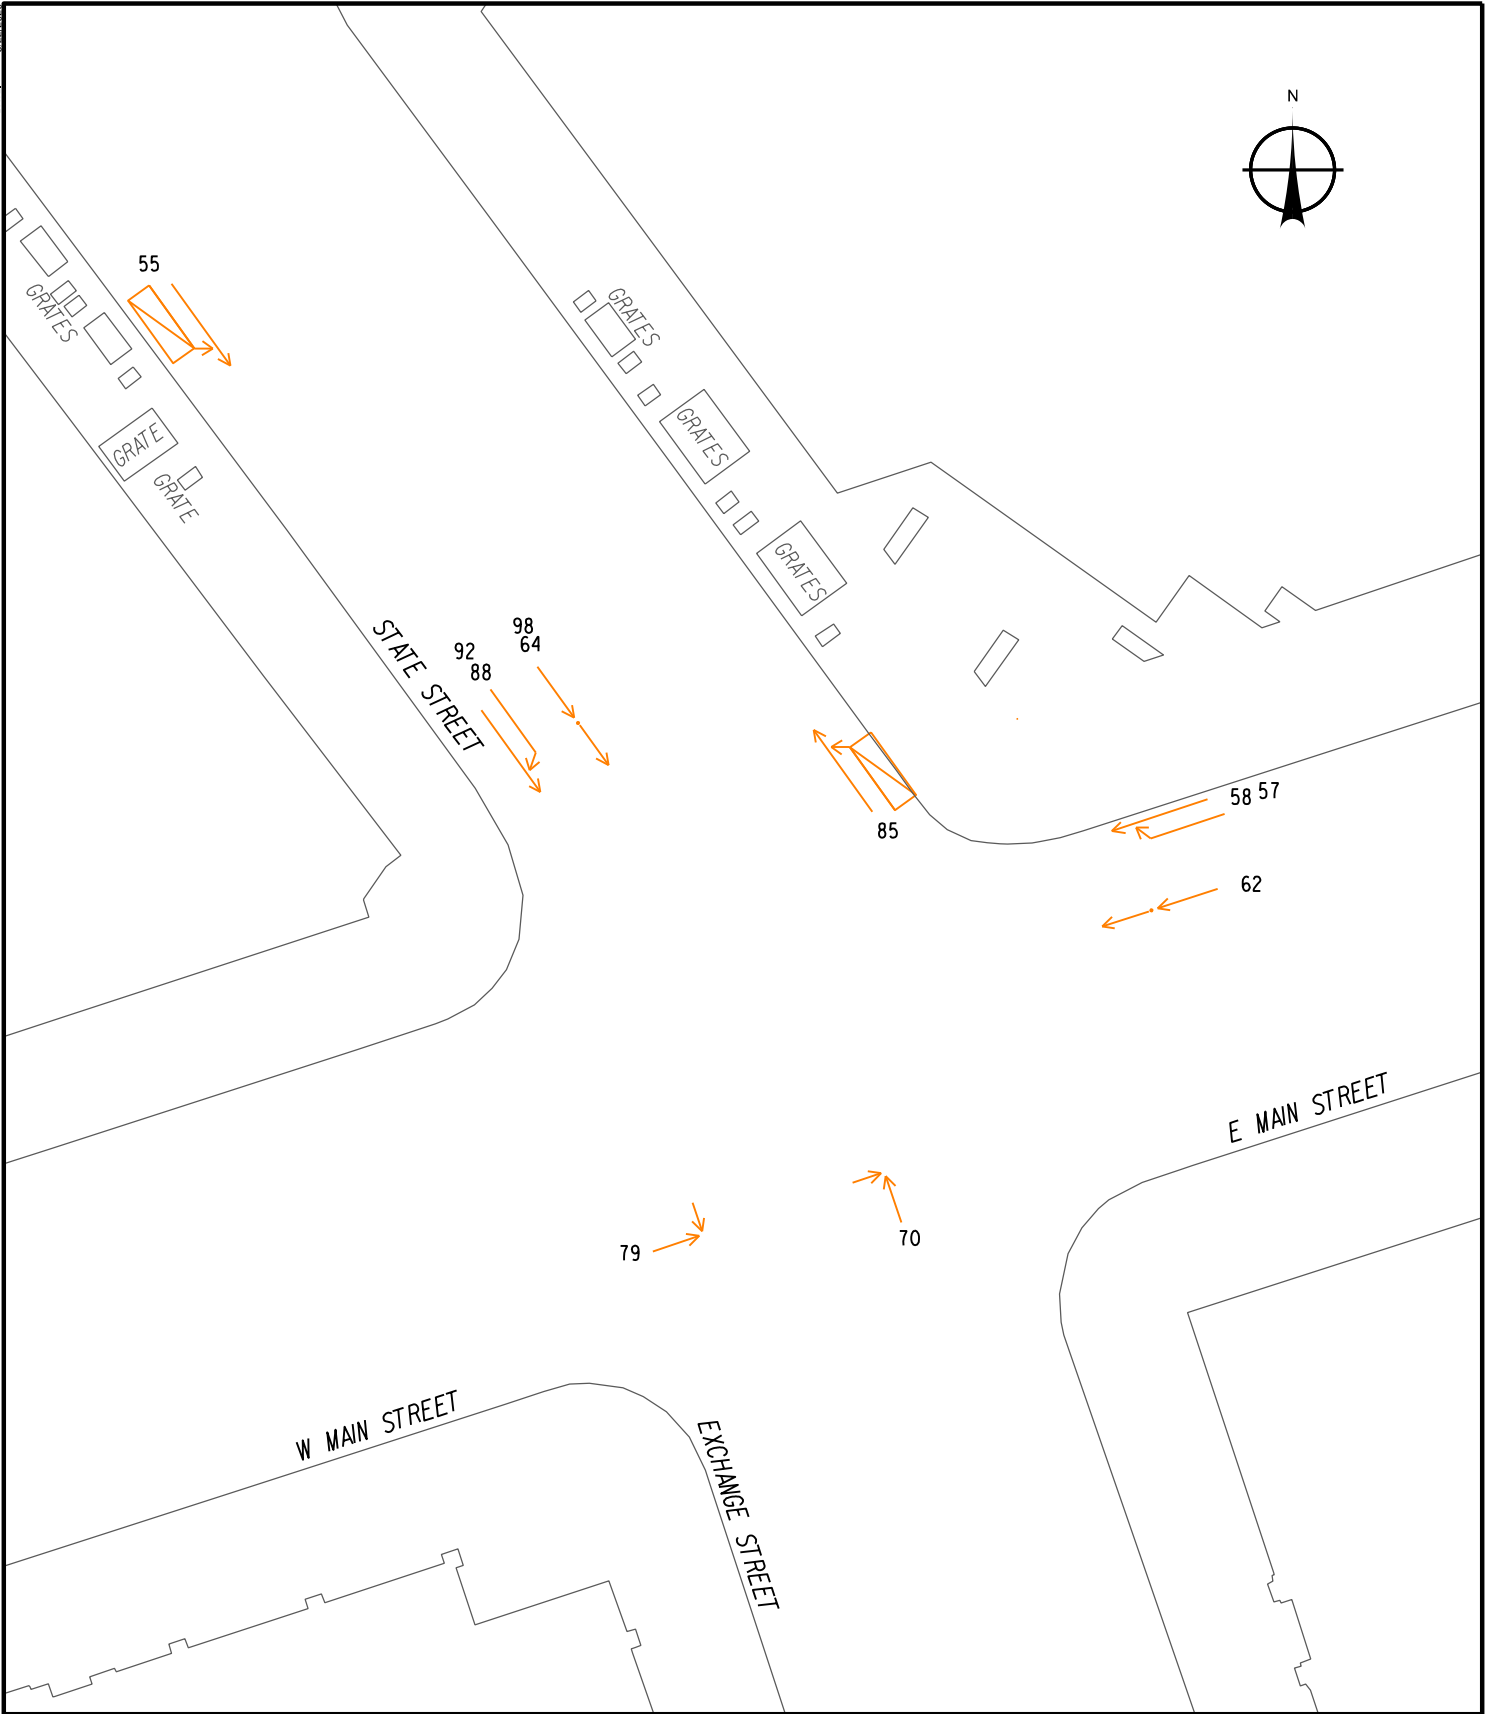 N
55
GRATES
GRATES
GRATE
GRATES
GRATE
GRATES
98
64
STATE STREET
92
88
57
58
85
62
E MAIN STREET
70
79
W MAIN STREET
EXCHANGE STREET